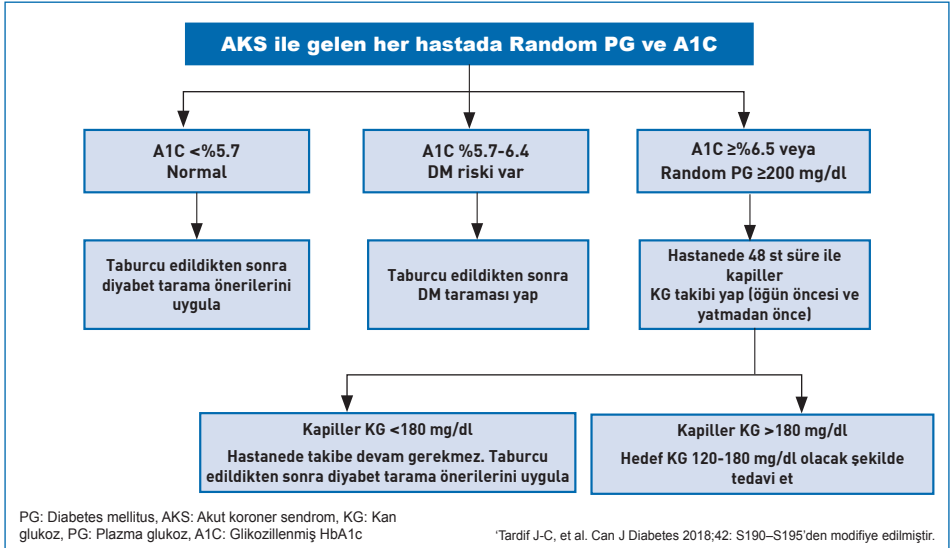 AKS ile gelen her hastada Random PG ve A1C
A1C <%5.7
Normal
A1C %5.7-6.4
DM riski var
A1C ≥%6.5 veya
Random PG ≥200 mg/dl
Taburcu edildikten sonra
diyabet tarama önerilerini
uygula
Taburcu edildikten sonra
DM taraması yap
Hastanede 48 st süre ile
kapiller
KG takibi yap (öğün öncesi ve
yatmadan önce)
Kapiller KG <180 mg/dl
Hastanede takibe devam gerekmez. Taburcu
edildikten sonra diyabet tarama önerilerini uygula
Kapiller KG >180 mg/dl
Hedef KG 120-180 mg/dl olacak şekilde
tedavi et
PG: Diabetes mellitus, AKS: Akut koroner sendrom, KG: Kan
glukoz, PG: Plazma glukoz, A1C: Glikozillenmiş HbA1c
'Tardif J-C, et al. Can J Diabetes 2018;42: S190–S195'den modifiye edilmiştir.